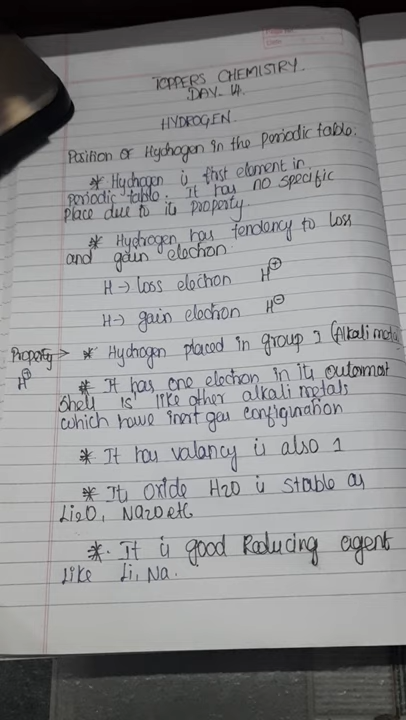 TOPPERS CHEMISTRY
DAY-14
HYDROGEN
Position of Hydrogen in the periodic table:
* Hydrogen is first element in
periodic table. It has no specific
place due to its property.
* Hydrogen has tendency to loss
and gain electron
H → loss electron H⊕
H → gain electron H⊖
Property → * Hydrogen placed in group 1 (Alkali metal
H⊕
* It has one electron in its outermost
shell is like other alkali metals
which have inert gas configuration
* It has valancy is also 1
* Its oxide H2O is stable as
Li2O, Na2O etc
* It is good Reducing agent
like Li, Na.